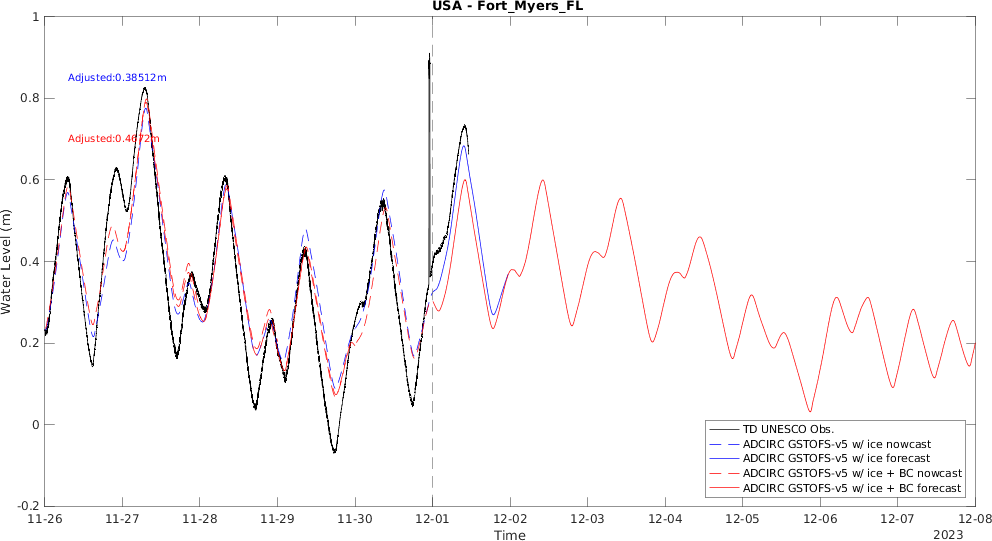 USA - Fort_Myers_FL
1
Adjusted:0.38512m
0.8
Adjusted:0.4672m
0.6
Water Level (m)
0.4
0.2
0
TD UNESCO Obs.
ADCIRC GSTOFS-v5 w/ ice nowcast
ADCIRC GSTOFS-v5 w/ ice forecast
ADCIRC GSTOFS-v5 w/ ice + BC nowcast
ADCIRC GSTOFS-v5 w/ ice + BC forecast
-0.2
11-26 11-27 11-28 11-29 11-30 12-01 12-02 12-03 12-04 12-05 12-06 12-07 12-08
Time
2023